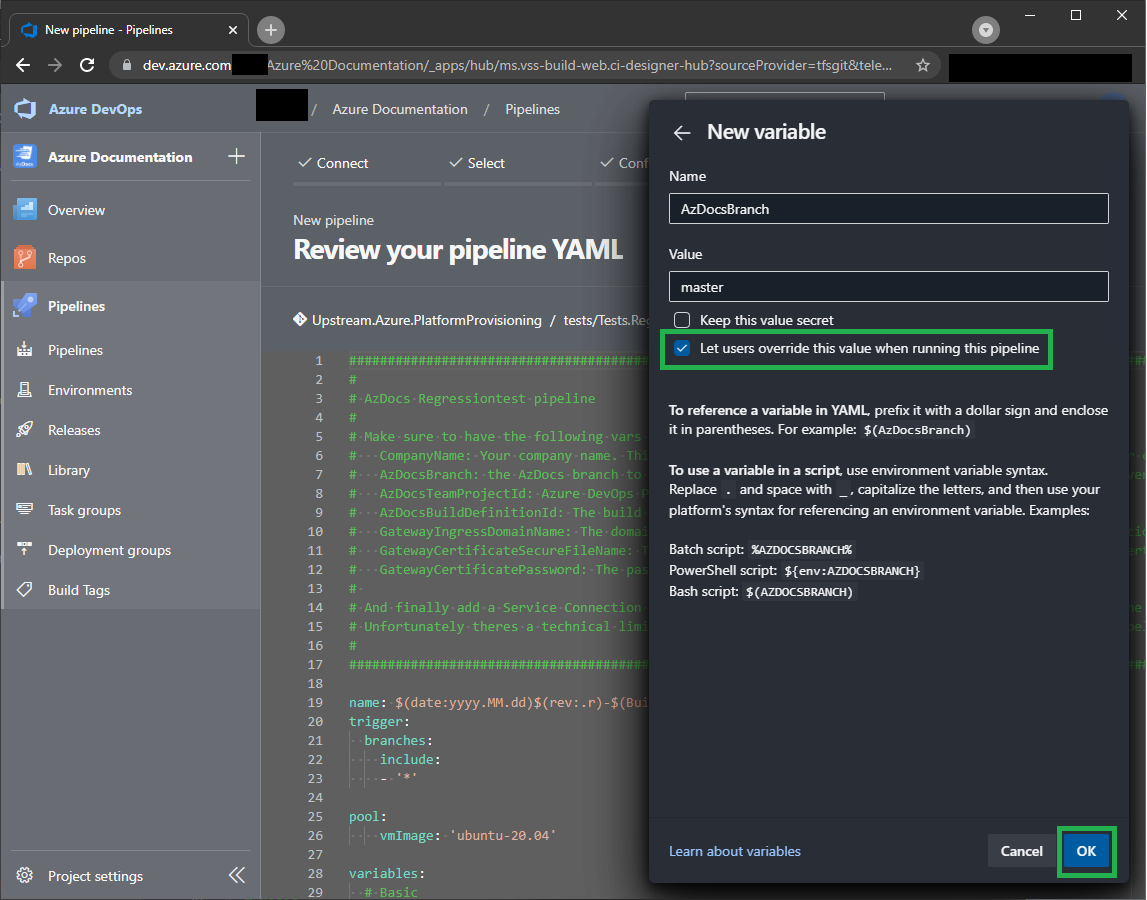 New pipeline - Pipelines
dev.azure.com
Azure%20Documentation/_apps/hub/ms.vss-build-web.ci-designer-hub?sourceProvider=tfsgit&tele...
Azure DevOps
/ Azure Documentation / Pipelines
Azure Documentation
Overview
Repos
Pipelines
Pipelines
Environments
Releases
Library
Task groups
Deployment groups
Build Tags
Project settings
Connect
Select
Conf
New pipeline
Review your pipeline YAML
Upstream.Azure.PlatformProvisioning / tests/Tests.Reg
1 ########################################
2 #
3 # AzDocs Regressiontest pipeline
4 #
5 # Make sure to have the following vars
6 # CompanyName: Your company name. Thi
7 # AzDocsBranch: the AzDocs branch to
8 # AzDocsTeamProjectId: Azure DevOps P
9 # AzDocsBuildDefinitionId: The build
10 # GatewayIngressDomainName: The doma
11 # GatewayCertificateSecureFileName: T
12 # GatewayCertificatePassword: The pas
13 #
14 # And finally add a Service Connection
15 # Unfortunately theres a technical limi
16 #
17 ########################################
18
19 name: $(date:yyyy.MM.dd)$(rev:.r)-$(Bui
20 trigger:
21 branches:
22 include:
23 - '*'
24
25 pool:
26 vmImage: 'ubuntu-20.04'
27
28 variables:
29 # Basic
New variable
Name
AzDocsBranch
Value
master
Keep this value secret
Let users override this value when running this pipeline
To reference a variable in YAML, prefix it with a dollar sign and enclose
it in parentheses. For example: $(AzDocsBranch)
To use a variable in a script, use environment variable syntax.
Replace . and space with _, capitalize the letters, and then use your
platform's syntax for referencing an environment variable. Examples:
Batch script: %AZDOCSBRANCH%
PowerShell script: ${env:AZDOCSBRANCH}
Bash script: $(AZDOCSBRANCH)
Learn about variables
Cancel
OK